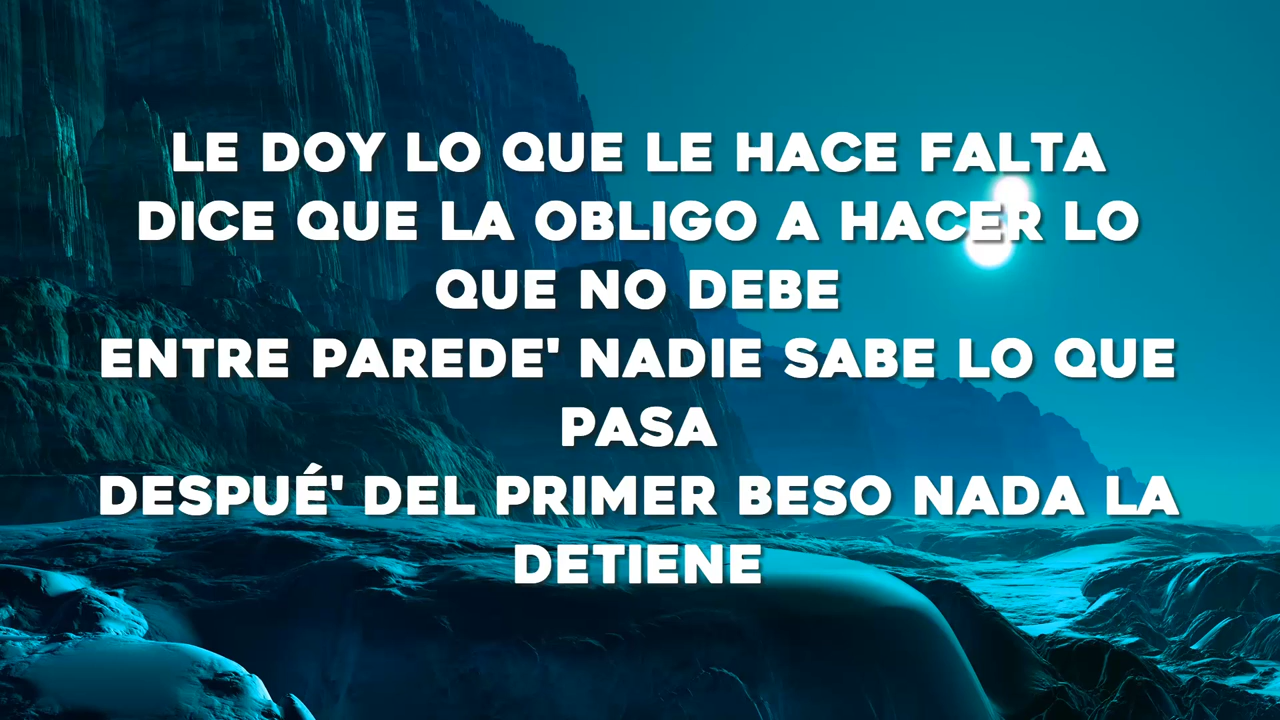 LE DOY LO QUE LE HACE FALTA
DICE QUE LA OBLIGO A HACER LO
QUE NO DEBE
ENTRE PAREDE' NADIE SABE LO QUE
PASA
DESPUÉ' DEL PRIMER BESO NADA LA
DETIENE